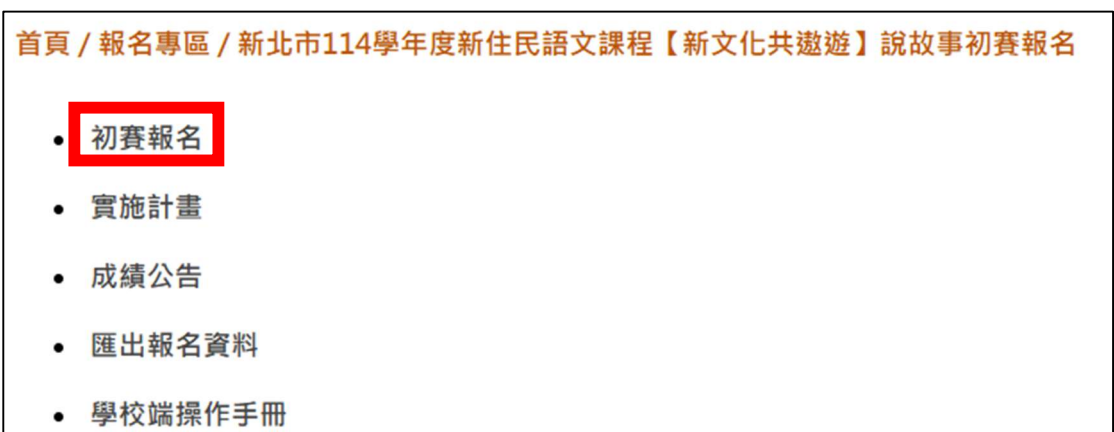 首頁 / 報名專區 / 新北市114學年度新住民語文課程【新文化共遨遊】說故事初賽報名
• 初賽報名
• 實施計畫
• 成績公告
• 匯出報名資料
• 學校端操作手冊